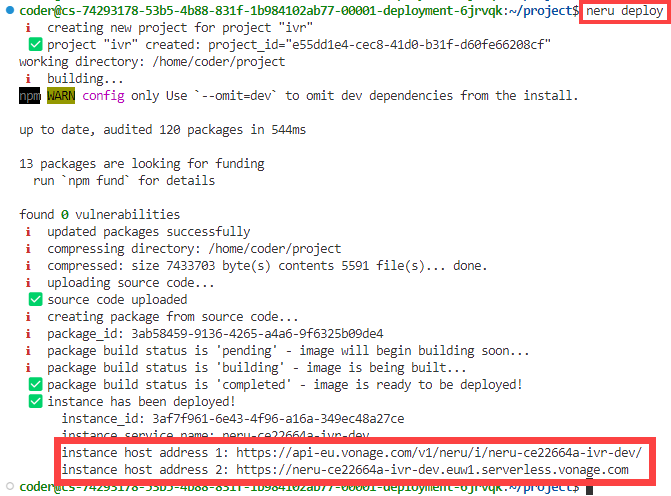 coder@cs-74293178-53b5-4b88-831f-1b984102ab77-00001-deployment-6jrvqk:~/project$ neru deploy
i creating new project for project "ivr"
✅ project "ivr" created: project_id="e55dd1e4-cec8-41d0-b31f-d60fe66208cf"
working directory: /home/coder/project
i building...
npm WARN config only Use `--omit=dev` to omit dev dependencies from the install.
up to date, audited 120 packages in 544ms
13 packages are looking for funding
run `npm fund` for details
found 0 vulnerabilities
i updated packages successfully
i compressing directory: /home/coder/project
i compressed: size 7433703 byte(s) contents 5591 file(s)... done.
i uploading source code...
✅ source code uploaded
i creating package from source code...
i package_id: 3ab58459-9136-4265-a4a6-9f6325b09de4
i package build status is 'pending' - image will begin building soon...
i package build status is 'building' - image is being built...
✅ package build status is 'completed' - image is ready to be deployed!
✅ instance has been deployed!
instance_id: 3af7f961-6e43-4f96-a16a-349ec48a27ce
instance service name: neru-ce22664a-ivr-dev
instance host address 1: https://api-eu.vonage.com/v1/neru/i/neru-ce22664a-ivr-dev/
instance host address 2: https://neru-ce22664a-ivr-dev.euw1.serverless.vonage.com
coder@cs-74293178-53b5-4b88-831f-1b984102ab77-00001-deployment-6jrvqk:~/project$